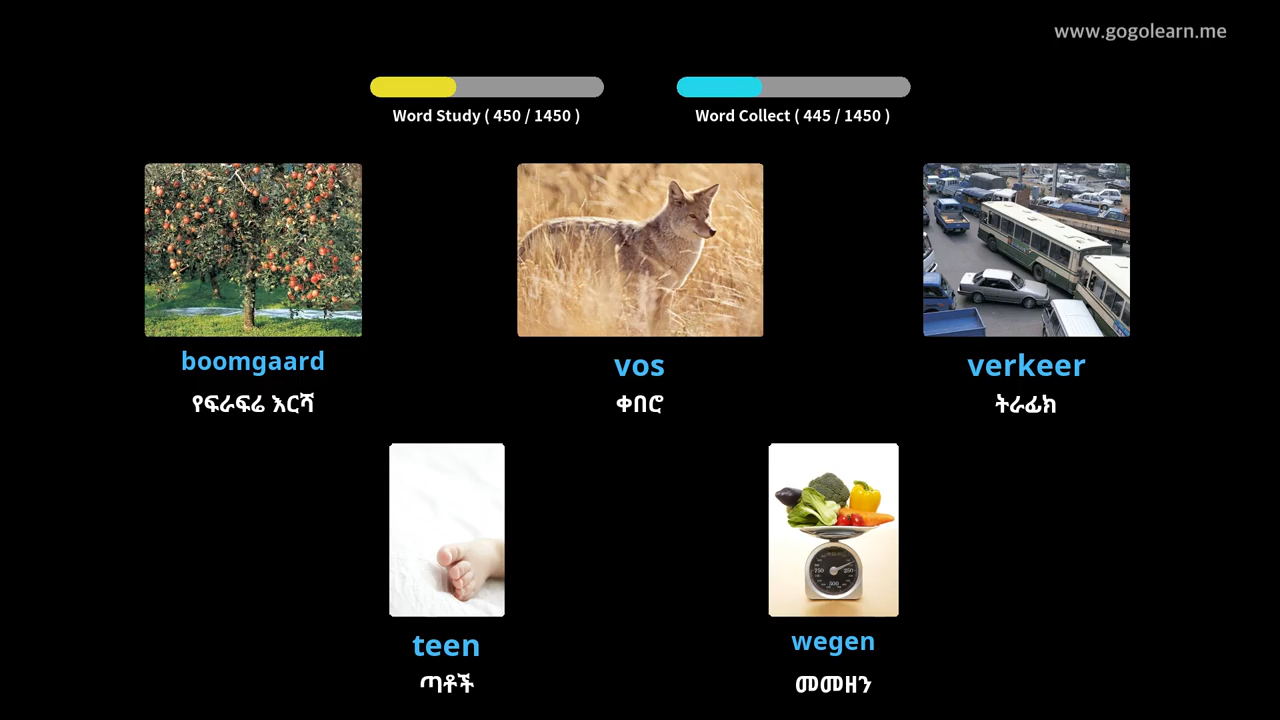 www.gogolearn.me
Word Study ( 450 / 1450 )
Word Collect ( 445 / 1450 )
boomgaard
vos
verkeer
የፍራፍሬ እርሻ
ቀበሮ
ትራፊክ
teen
wegen
ጣቶች
መመዘን